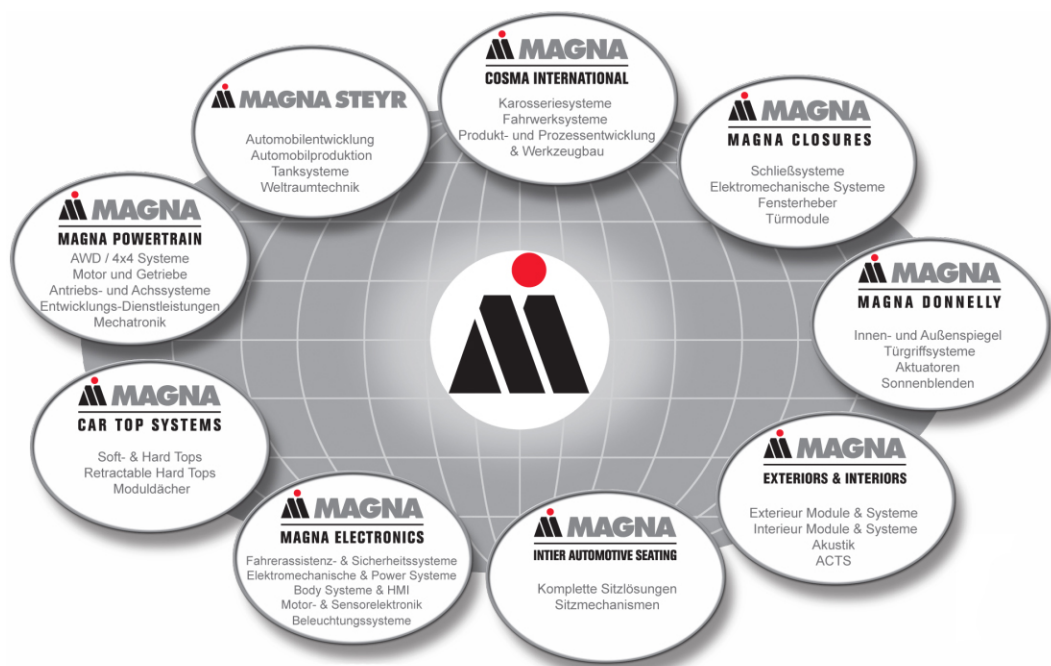 MAGNA
COSMA INTERNATIONAL
Karosseriesysteme
Fahrwerksysteme
Produkt- und Prozessentwicklung
& Werkzeugbau
MAGNA STEYR
Automobilentwicklung
Automobilproduktion
Tanksysteme
Weltraumtechnik
MAGNA
MAGNA CLOSURES
Schließsysteme
Elektromechanische Systeme
Fensterheber
Türmodule
MAGNA
MAGNA POWERTRAIN
AWD / 4x4 Systeme
Motor und Getriebe
Antriebs- und Achssysteme
Entwicklungs-Dienstleistungen
Mechatronik
MAGNA
MAGNA DONNELLY
Innen- und Außenspiegel
Türgriffsysteme
Aktuatoren
Sonnenblenden
MAGNA
CAR TOP SYSTEMS
Soft- & Hard Tops
Retractable Hard Tops
Moduldächer
MAGNA
EXTERIORS & INTERIORS
Exterieur Module & Systeme
Interieur Module & Systeme
Akustik
ACTS
MAGNA
MAGNA ELECTRONICS
Fahrerassistenz- & Sicherheitssysteme
Elektromechanische & Power Systeme
Body Systeme & HMI
Motor- & Sensorelektronik
Beleuchtungssysteme
MAGNA
INTIER AUTOMOTIVE SEATING
Komplette Sitzlösungen
Sitzmechanismen